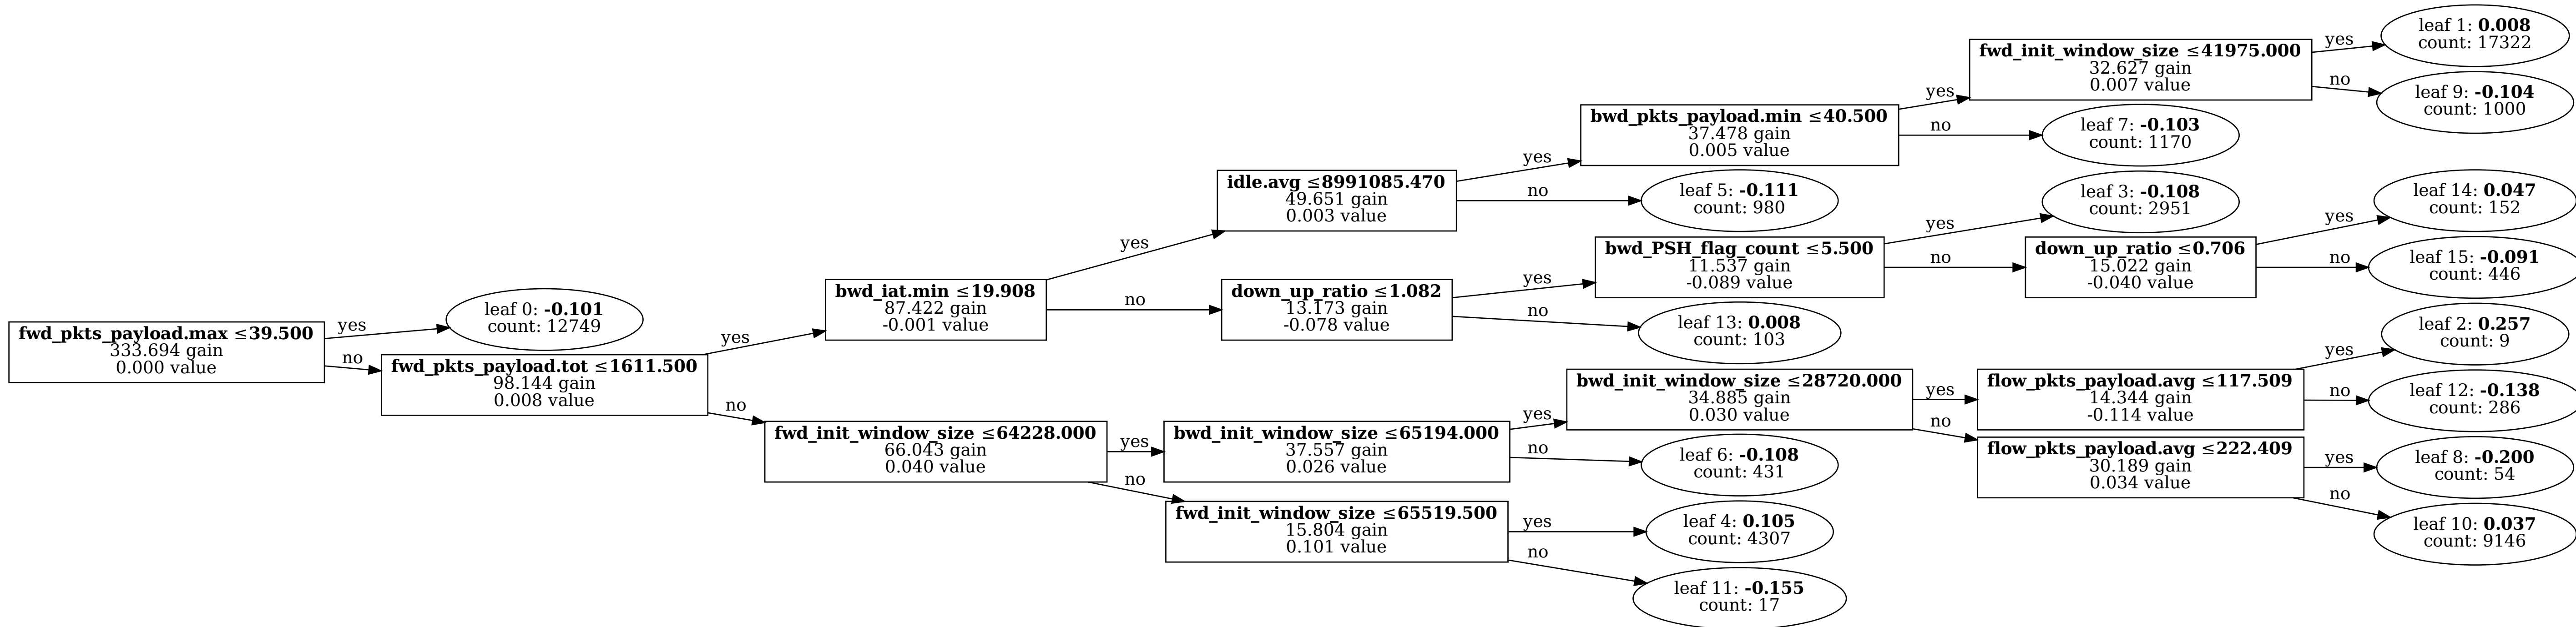 fwd_pkts_payload.max ≤39.500
333.694 gain
0.000 value
yes
no
leaf 0: -0.101
count: 12749
fwd_pkts_payload.tot ≤1611.500
98.144 gain
0.008 value
yes
no
bwd_iat.min ≤19.908
87.422 gain
-0.001 value
yes
no
fwd_init_window_size ≤64228.000
66.043 gain
0.040 value
yes
no
idle.avg ≤8991085.470
49.651 gain
0.003 value
yes
no
down_up_ratio ≤1.082
13.173 gain
-0.078 value
yes
no
bwd_init_window_size ≤65194.000
37.557 gain
0.026 value
yes
no
fwd_init_window_size ≤65519.500
15.804 gain
0.101 value
yes
no
bwd_pkts_payload.min ≤40.500
37.478 gain
0.005 value
yes
no
leaf 5: -0.111
count: 980
bwd_PSH_flag_count ≤5.500
11.537 gain
-0.089 value
yes
no
leaf 13: 0.008
count: 103
bwd_init_window_size ≤28720.000
34.885 gain
0.030 value
yes
no
leaf 6: -0.108
count: 431
leaf 4: 0.105
count: 4307
leaf 11: -0.155
count: 17
fwd_init_window_size ≤41975.000
32.627 gain
0.007 value
yes
no
leaf 7: -0.103
count: 1170
leaf 3: -0.108
count: 2951
down_up_ratio ≤0.706
15.022 gain
-0.040 value
yes
no
flow_pkts_payload.avg ≤117.509
14.344 gain
-0.114 value
yes
no
flow_pkts_payload.avg ≤222.409
30.189 gain
0.034 value
yes
no
leaf 1: 0.008
count: 17322
leaf 9: -0.104
count: 1000
leaf 14: 0.047
count: 152
leaf 15: -0.091
count: 446
leaf 2: 0.257
count: 9
leaf 12: -0.138
count: 286
leaf 8: -0.200
count: 54
leaf 10: 0.037
count: 9146